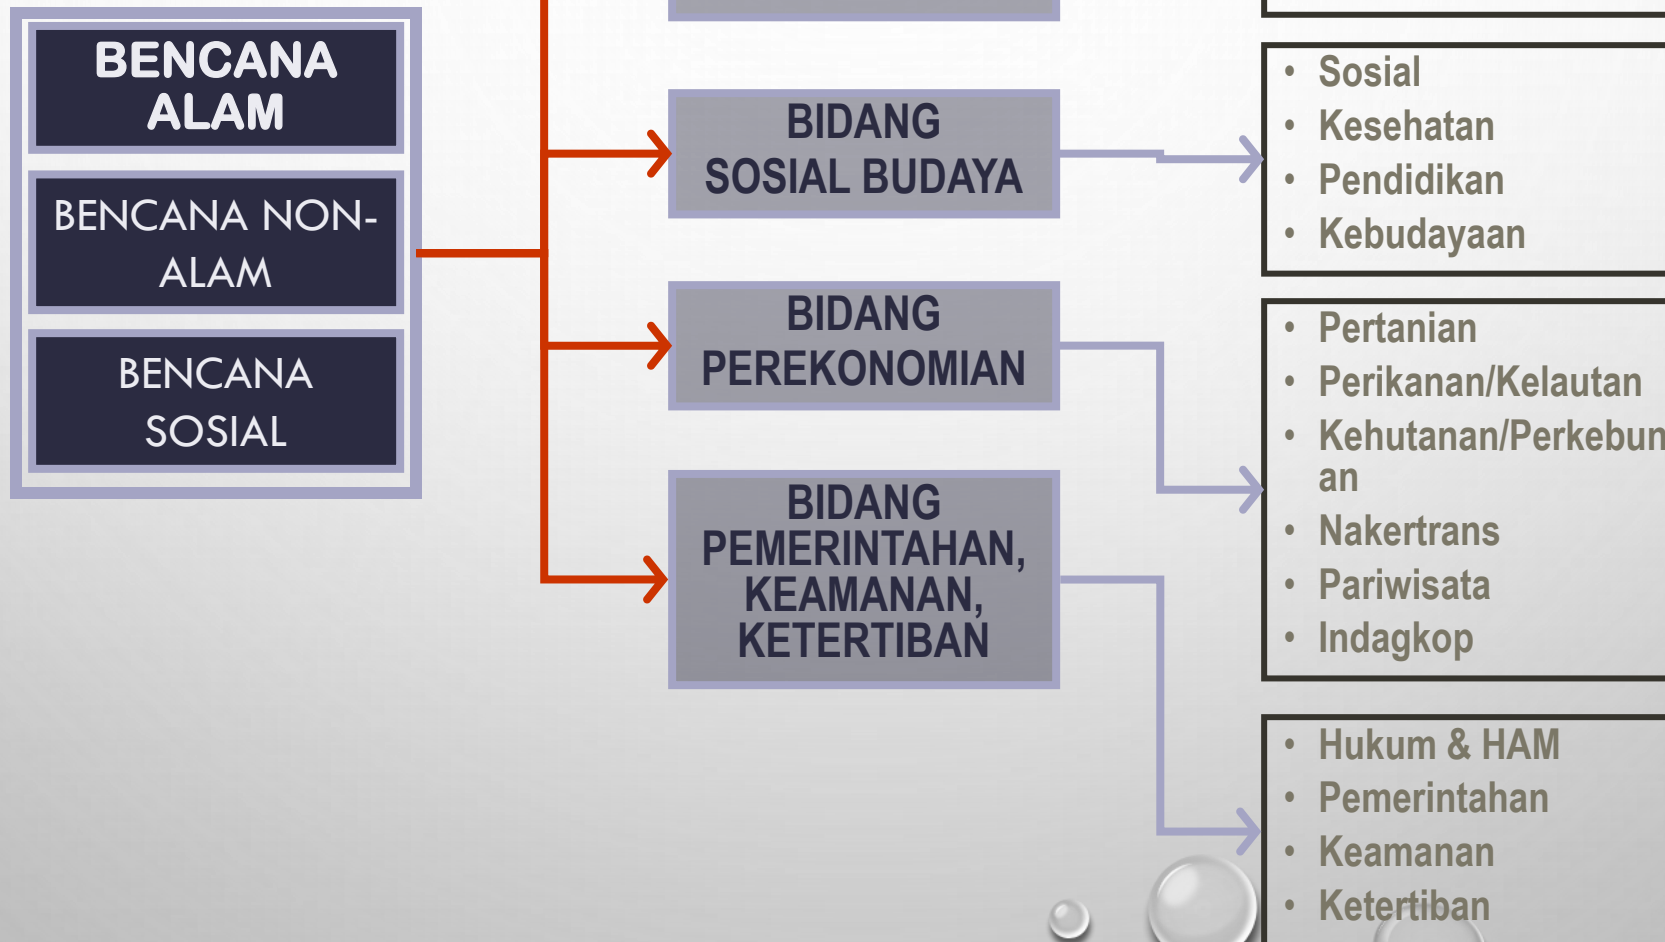 BENCANA
ALAM
BENCANA NON-
ALAM
BENCANA
SOSIAL
BIDANG
SOSIAL BUDAYA
BIDANG
PEREKONOMIAN
BIDANG
PEMERINTAHAN,
KEAMANAN,
KETERTIBAN
• Sosial
• Kesehatan
• Pendidikan
• Kebudayaan
• Pertanian
• Perikanan/Kelautan
• Kehutanan/Perkebun
an
• Nakertrans
• Pariwisata
• Indagkop
• Hukum & HAM
• Pemerintahan
• Keamanan
• Ketertiban